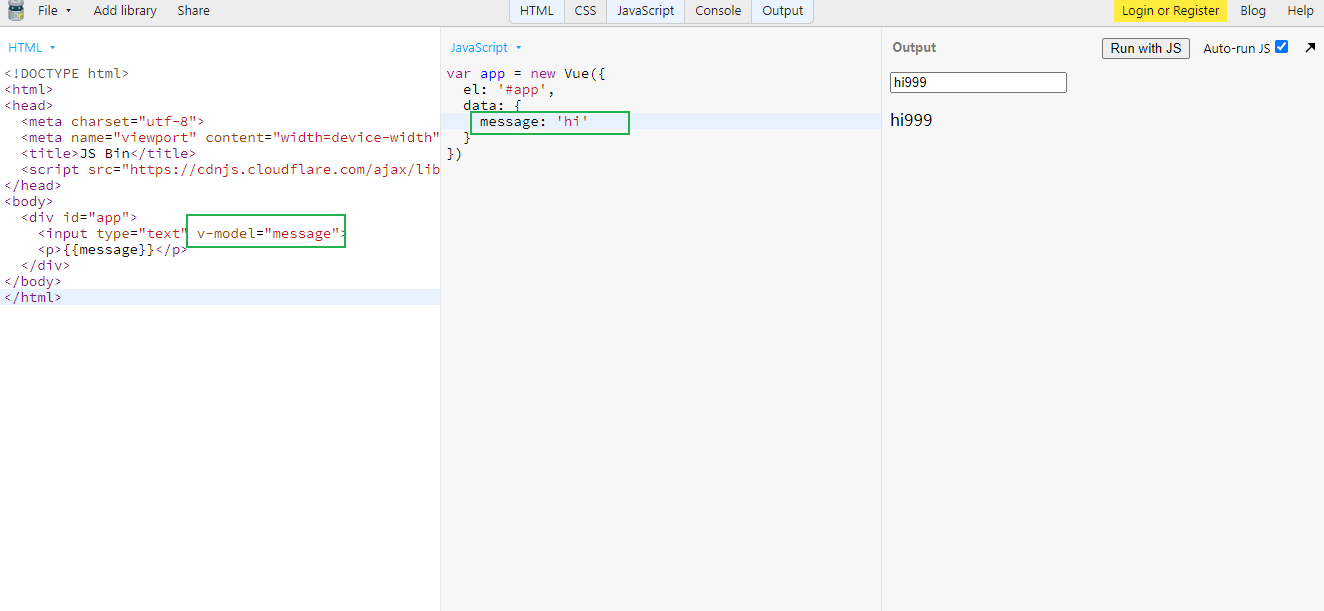 File Add library Share HTML CSS JavaScript Console Output Login or Register Blog Help
HTML
<!DOCTYPE html>
<html>
<head>
<meta charset="utf-8">
<meta name="viewport" content="width=device-width"
<title>JS Bin</title>
<script src="https://cdnjs.cloudflare.com/ajax/lib
</head>
<body>
<div id="app">
<input type="text" v-model="message">
<p>{{message}}</p>
</div>
</body>
</html>
JavaScript
var app = new Vue({
el: '#app',
data: {
message: 'hi'
}
})
Output Run with JS Auto-run JS
hi999
hi999